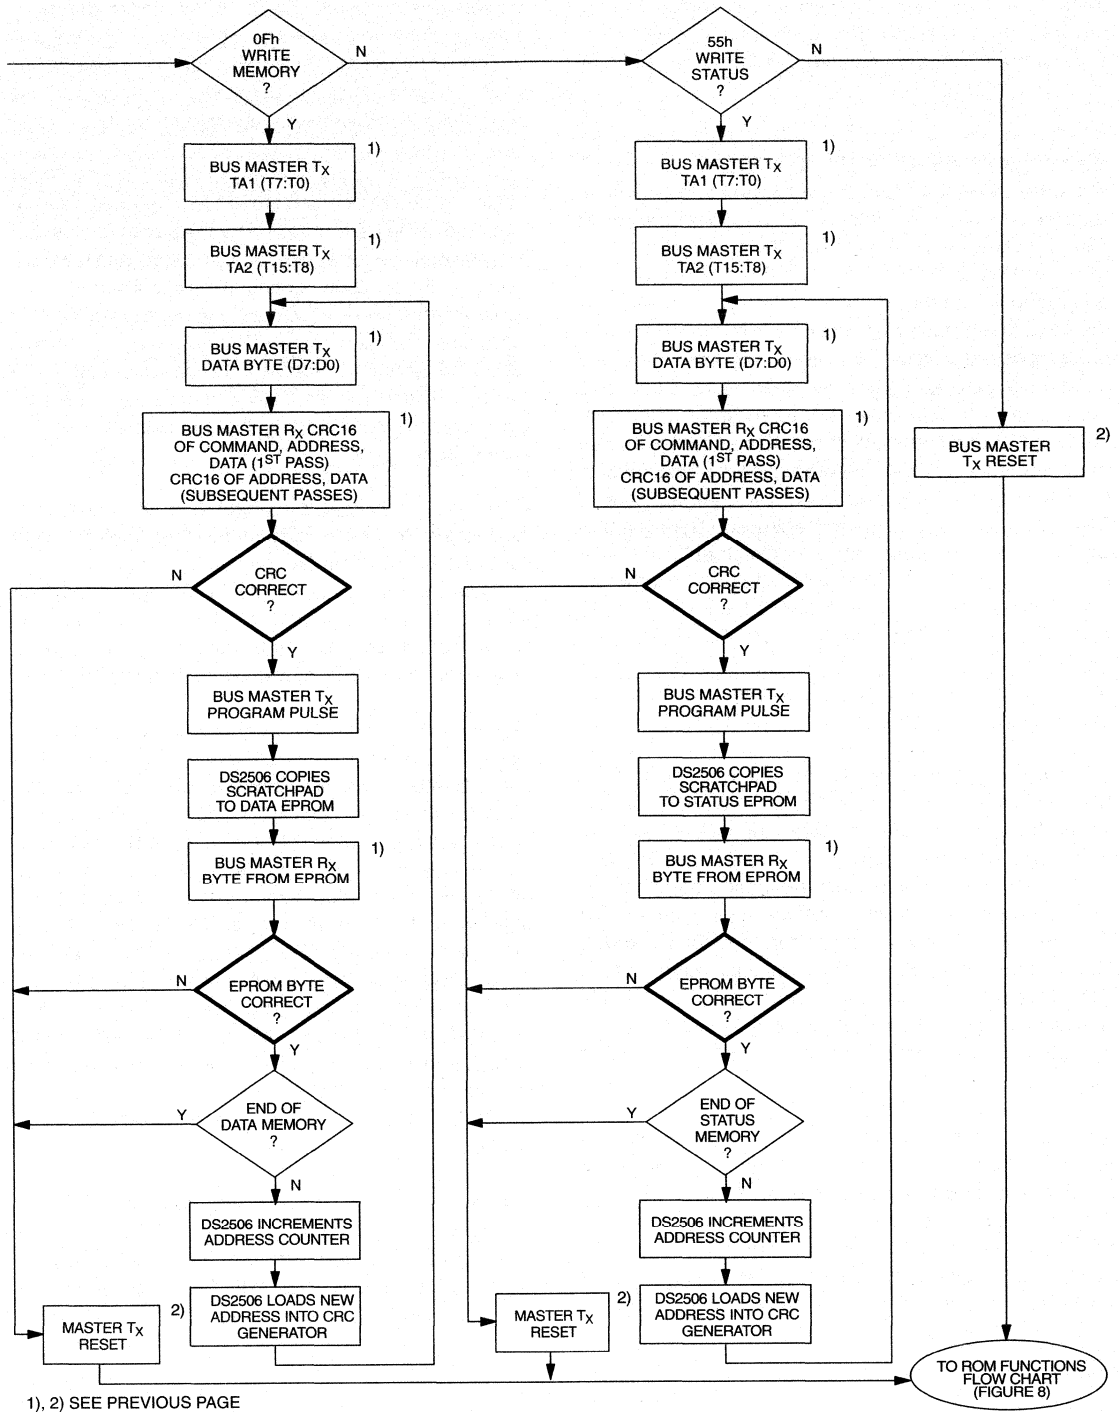 0Fh
WRITE
MEMORY
?
N
Y
BUS MASTER TX
TA1 (T7:T0)
1)
BUS MASTER TX
TA2 (T15:T8)
1)
BUS MASTER TX
DATA BYTE (D7:D0)
1)
BUS MASTER RX CRC16
OF COMMAND, ADDRESS,
DATA (1ST PASS)
CRC16 OF ADDRESS, DATA
(SUBSEQUENT PASSES)
1)
CRC
CORRECT
?
N
Y
BUS MASTER TX
PROGRAM PULSE
DS2506 COPIES
SCRATCHPAD
TO DATA EPROM
BUS MASTER RX
BYTE FROM EPROM
1)
EPROM BYTE
CORRECT
?
N
Y
END OF
DATA MEMORY
?
Y
N
DS2506 INCREMENTS
ADDRESS COUNTER
DS2506 LOADS NEW
ADDRESS INTO CRC
GENERATOR
MASTER TX
RESET
2)
55h
WRITE
STATUS
?
N
Y
BUS MASTER TX
TA1 (T7:T0)
1)
BUS MASTER TX
TA2 (T15:T8)
1)
BUS MASTER TX
DATA BYTE (D7:D0)
1)
BUS MASTER RX CRC16
OF COMMAND, ADDRESS,
DATA (1ST PASS)
CRC16 OF ADDRESS, DATA
(SUBSEQUENT PASSES)
1)
CRC
CORRECT
?
N
Y
BUS MASTER TX
PROGRAM PULSE
DS2506 COPIES
SCRATCHPAD
TO STATUS EPROM
BUS MASTER RX
BYTE FROM EPROM
1)
EPROM BYTE
CORRECT
?
N
Y
END OF
STATUS
MEMORY
?
Y
N
DS2506 INCREMENTS
ADDRESS COUNTER
DS2506 LOADS NEW
ADDRESS INTO CRC
GENERATOR
MASTER TX
RESET
2)
BUS MASTER
TX RESET
2)
TO ROM FUNCTIONS
FLOW CHART
(FIGURE 8)
1), 2) SEE PREVIOUS PAGE